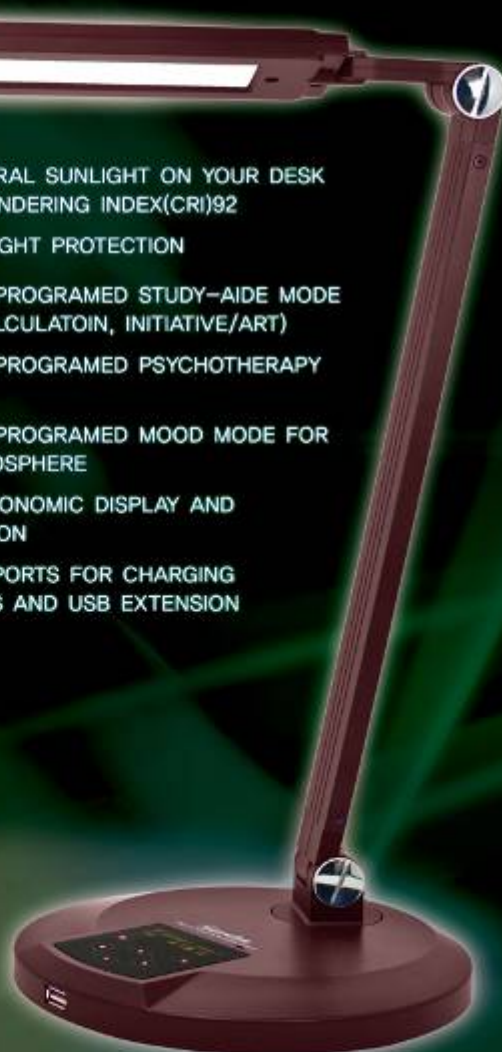 RAL SUNLIGHT ON YOUR DESK
NDERING INDEX(CRI)92
GHT PROTECTION
PROGRAMED STUDY-AIDE MODE
LCULATOIN, INITIATIVE/ART)
PROGRAMED PSYCHOTHERAPY
PROGRAMED MOOD MODE FOR
OSPHERE
ONOMIC DISPLAY AND
ON
PORTS FOR CHARGING
S AND USB EXTENSION